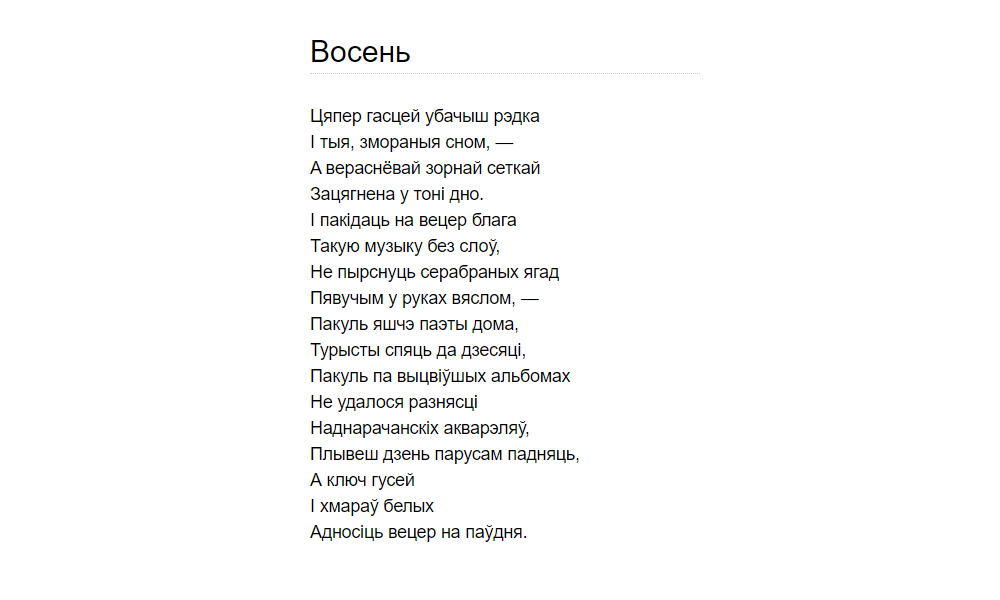 Восень
Цяпер гасцей убачыш рэдка
І тыя, змораныя сном, —
А вераснёвай зорнай сеткай
Зацягнена у тоні дно.
І пакідаць на вецер блага
Такую музыку без слоў,
Не пырснуць серабраных ягад
Пявучым у руках вяслом, —
Пакуль яшчэ паэты дома,
Турысты спяць да дзесяці,
Пакуль па выцвіўшых альбомах
Не удалося разнясці
Наднарачанскіх акварэляў,
Плывеш дзень парусам падняць,
А ключ гусей
І хмараў белых
Адносіць вецер на паўдня.